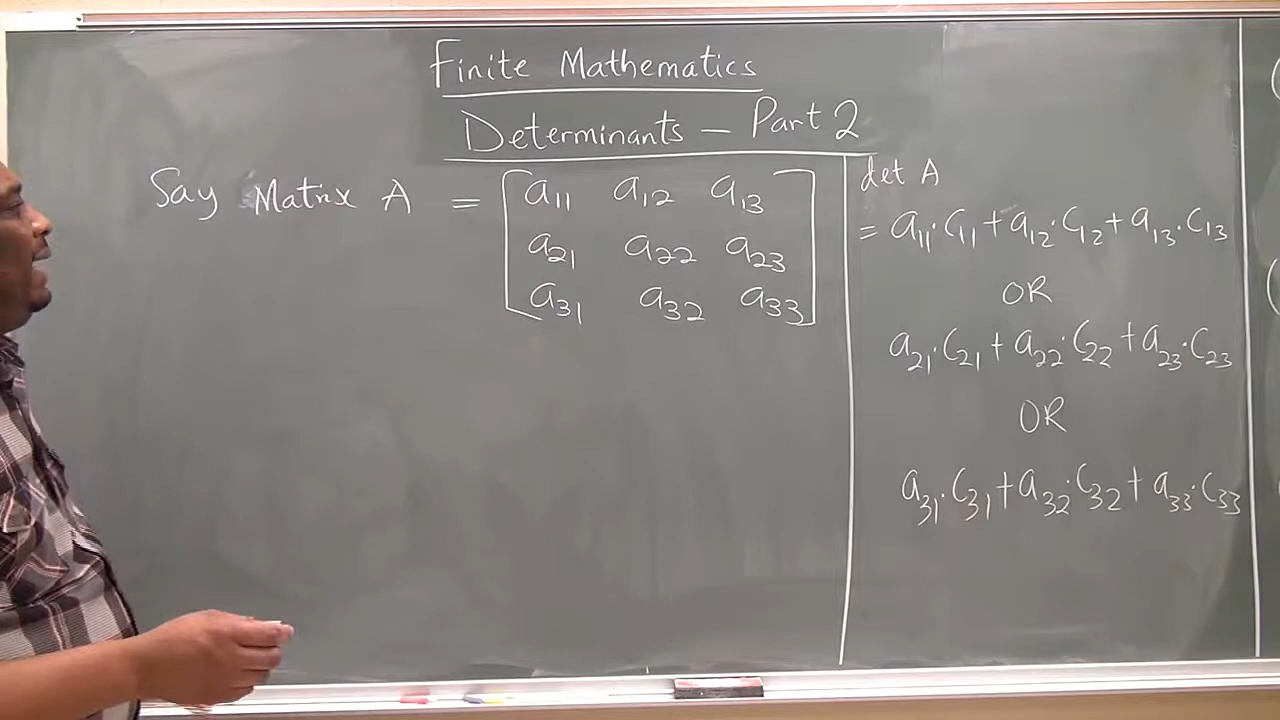 Finite Mathematics
Determinants – Part 2
Say Matrix A = [a11 a12 a13
a21 a22 a23
a31 a32 a33]
det A
= a11·C11 + a12·C12 + a13·C13
OR
a21·C21 + a22·C22 + a23·C23
OR
a31·C31 + a32·C32 + a33·C33